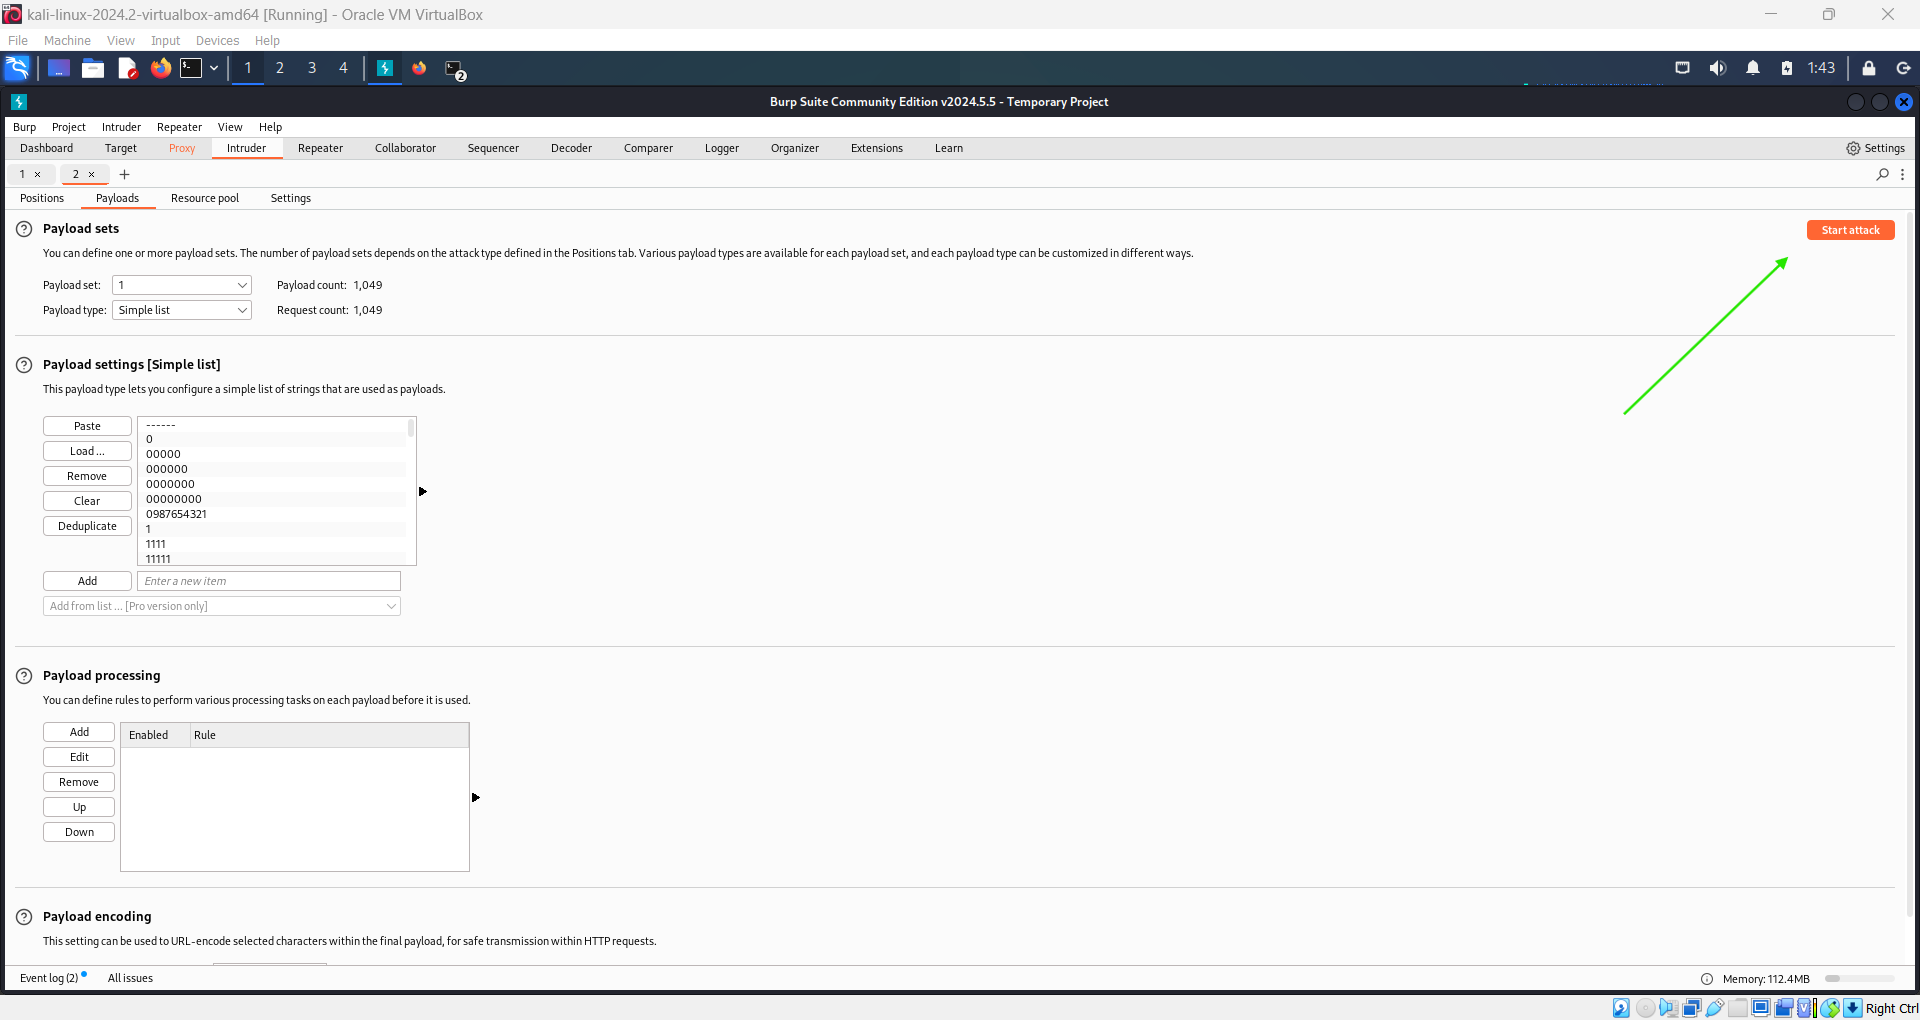 kali-linux-2024.2-virtualbox-amd64 [Running] - Oracle VM VirtualBox
File Machine View Input Devices Help
1 2 3 4 2 1:43
Burp Suite Community Edition v2024.5.5 - Temporary Project
Burp Project Intruder Repeater View Help
Dashboard Target Proxy Intruder Repeater Collaborator Sequencer Decoder Comparer Logger Organizer Extensions Learn Settings
1 × 2 × +
Positions Payloads Resource pool Settings
Payload sets
Start attack
You can define one or more payload sets. The number of payload sets depends on the attack type defined in the Positions tab. Various payload types are available for each payload set, and each payload type can be customized in different ways.
Payload set: 1 Payload count: 1,049
Payload type: Simple list Request count: 1,049
Payload settings [Simple list]
This payload type lets you configure a simple list of strings that are used as payloads.
Paste
Load ...
Remove
Clear
Deduplicate
------
0
00000
000000
0000000
00000000
0987654321
1
1111
11111
Add Enter a new item
Add from list ... [Pro version only]
Payload processing
You can define rules to perform various processing tasks on each payload before it is used.
Add
Edit
Remove
Up
Down
Enabled Rule
Payload encoding
This setting can be used to URL-encode selected characters within the final payload, for safe transmission within HTTP requests.
Event log (2) All issues Memory: 112.4MB
Right Ctrl